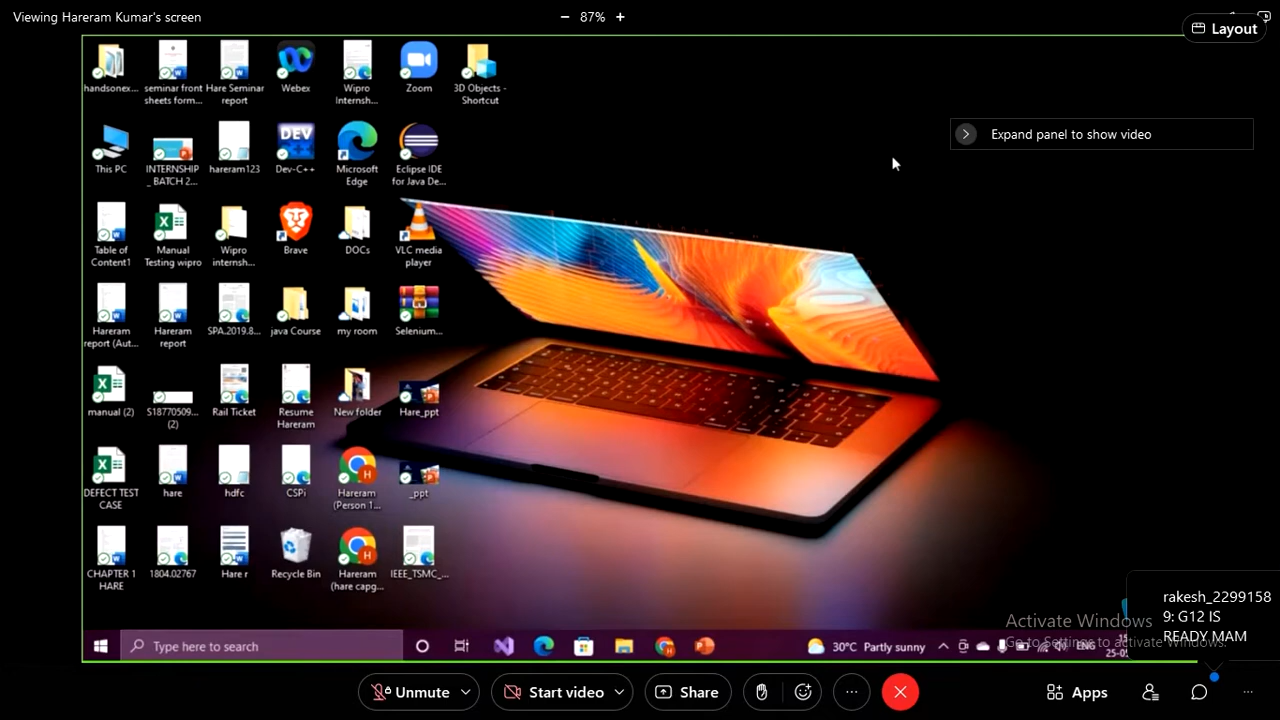 Viewing Hareram Kumar's screen
87%
Layout
Expand panel to show video
handsonex...
seminar front
sheets form...
Hare Seminar
report
Webex
Wipro
Internsh...
Zoom
3D Objects -
Shortcut
This PC
INTERNSHIP
_ BATCH 2...
hareram123
DEV
Dev-C++
Microsoft
Edge
Eclipse IDE
for Java De...
Table of
Content1
Manual
Testing wipro
Wipro
internsh...
Brave
DOCs
VLC media
player
Hareram
report (Aut...
Hareram
report
SPA.2019.8...
java Course
my room
Selenium...
manual (2)
S18770509...
(2)
Rail Ticket
Resume
Hareram
New folder
Hare_ppt
DEFECT TEST
CASE
hare
hdfc
CSPi
Hareram
(Person 1...
_ppt
CHAPTER 1
HARE
1804.02767
Hare r
Recycle Bin
Hareram
(hare capg...
IEEE_TSMC_...
rakesh_2299158
9: G12 IS
READY MAM
Activate Windows
Go to Settings to activate Windows.
Type here to search
30°C Partly sunny
ENG
Unmute
Start video
Share
Apps